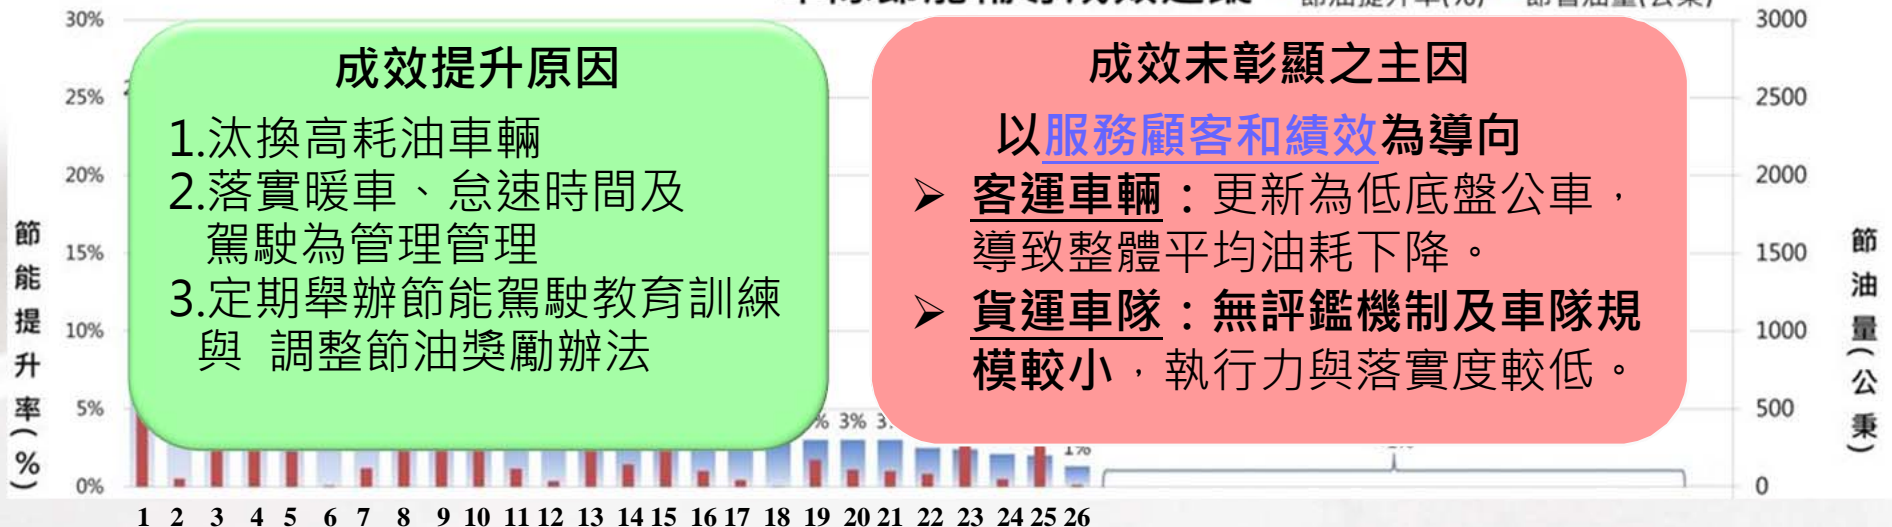 成效提升原因
1.汰換高耗油車輛
2.落實暖車、怠速時間及
駕駛為管理管理
3.定期舉辦節能駕駛教育訓練
與 調整節油獎勵辦法
成效未彰顯之主因
以服務顧客和績效為導向
➢ 客運車輛：更新為低底盤公車，
導致整體平均油耗下降。
➢ 貨運車隊：無評鑑機制及車隊規
模較小，執行力與落實度較低。
節能提升率(%)
30%
25%
20%
15%
10%
5%
0%
3000
2500
2000
1500
1000
500
0
節油量(公秉)
3%
1%
1 2 3 4 5 6 7 8 9 10 11 12 13 14 15 16 17 18 19 20 21 22 23 24 25 26